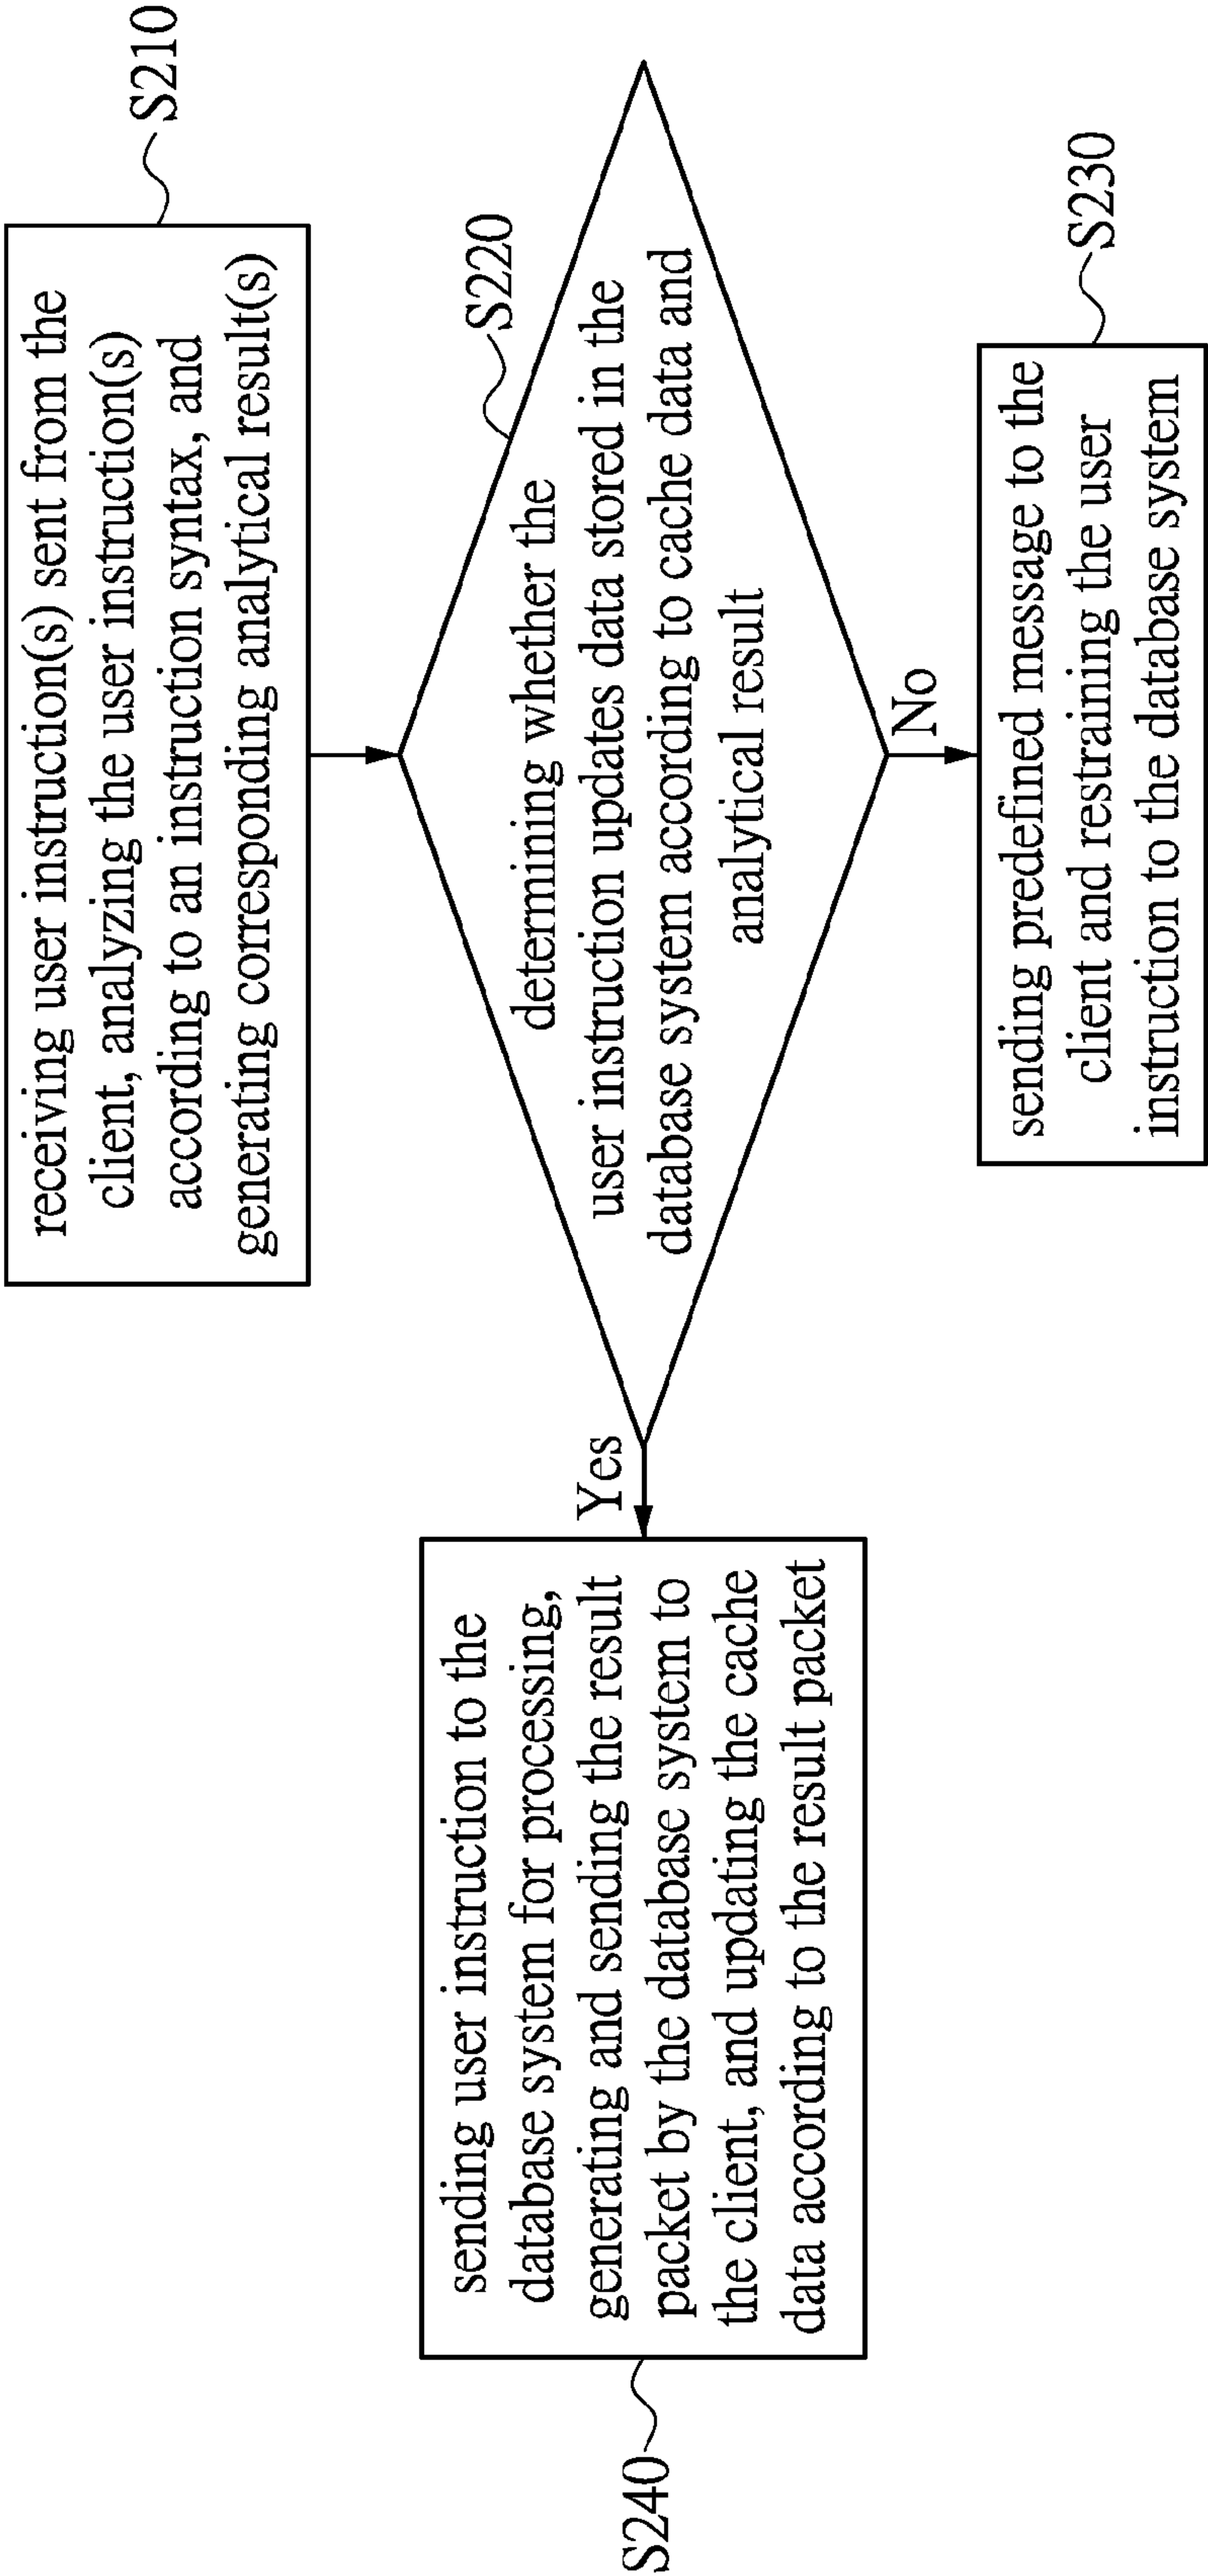 receiving user instruction(s) sent from the
client, analyzing the user instruction(s)
according to an instruction syntax, and
generating corresponding analytical result(s)
S210
S220
determining whether the
user instruction updates data stored in the
database system according to cache data and
analytical result
Yes
No
S240
sending user instruction to the
database system for processing,
generating and sending the result
packet by the database system to
the client, and updating the cache
data according to the result packet
sending predefined message to the
client and restraining the user
instruction to the database system
S230